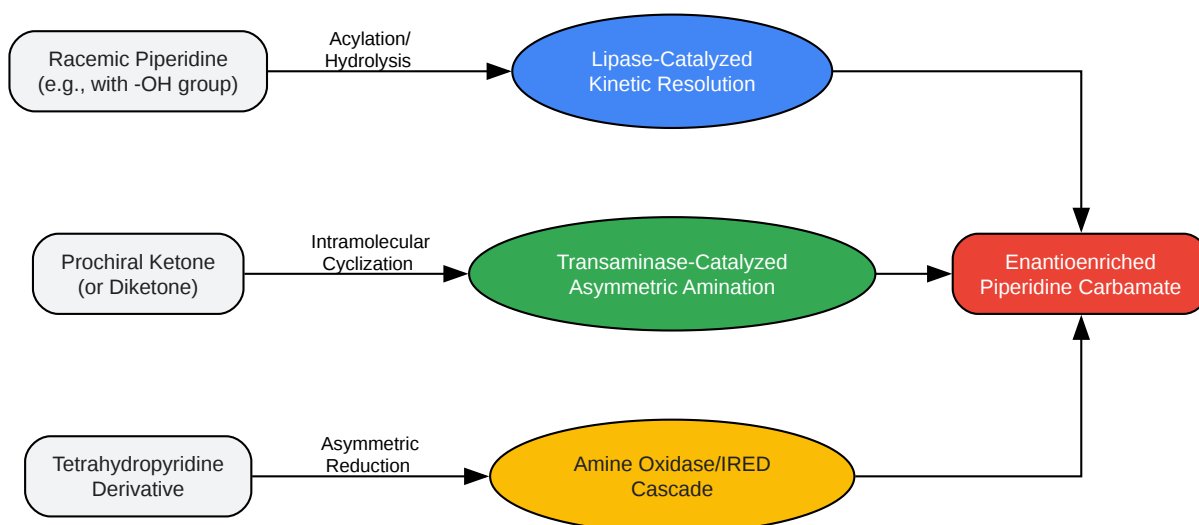 Racemic Piperidine
(e.g., with -OH group)
Acylation/
Hydrolysis
Lipase-Catalyzed
Kinetic Resolution
Prochiral Ketone
(or Diketone)
Intramolecular
Cyclization
Transaminase-Catalyzed
Asymmetric Amination
Enantioenriched
Piperidine Carbamate
Tetrahydropyridine
Derivative
Asymmetric
Reduction
Amine Oxidase/IRED
Cascade